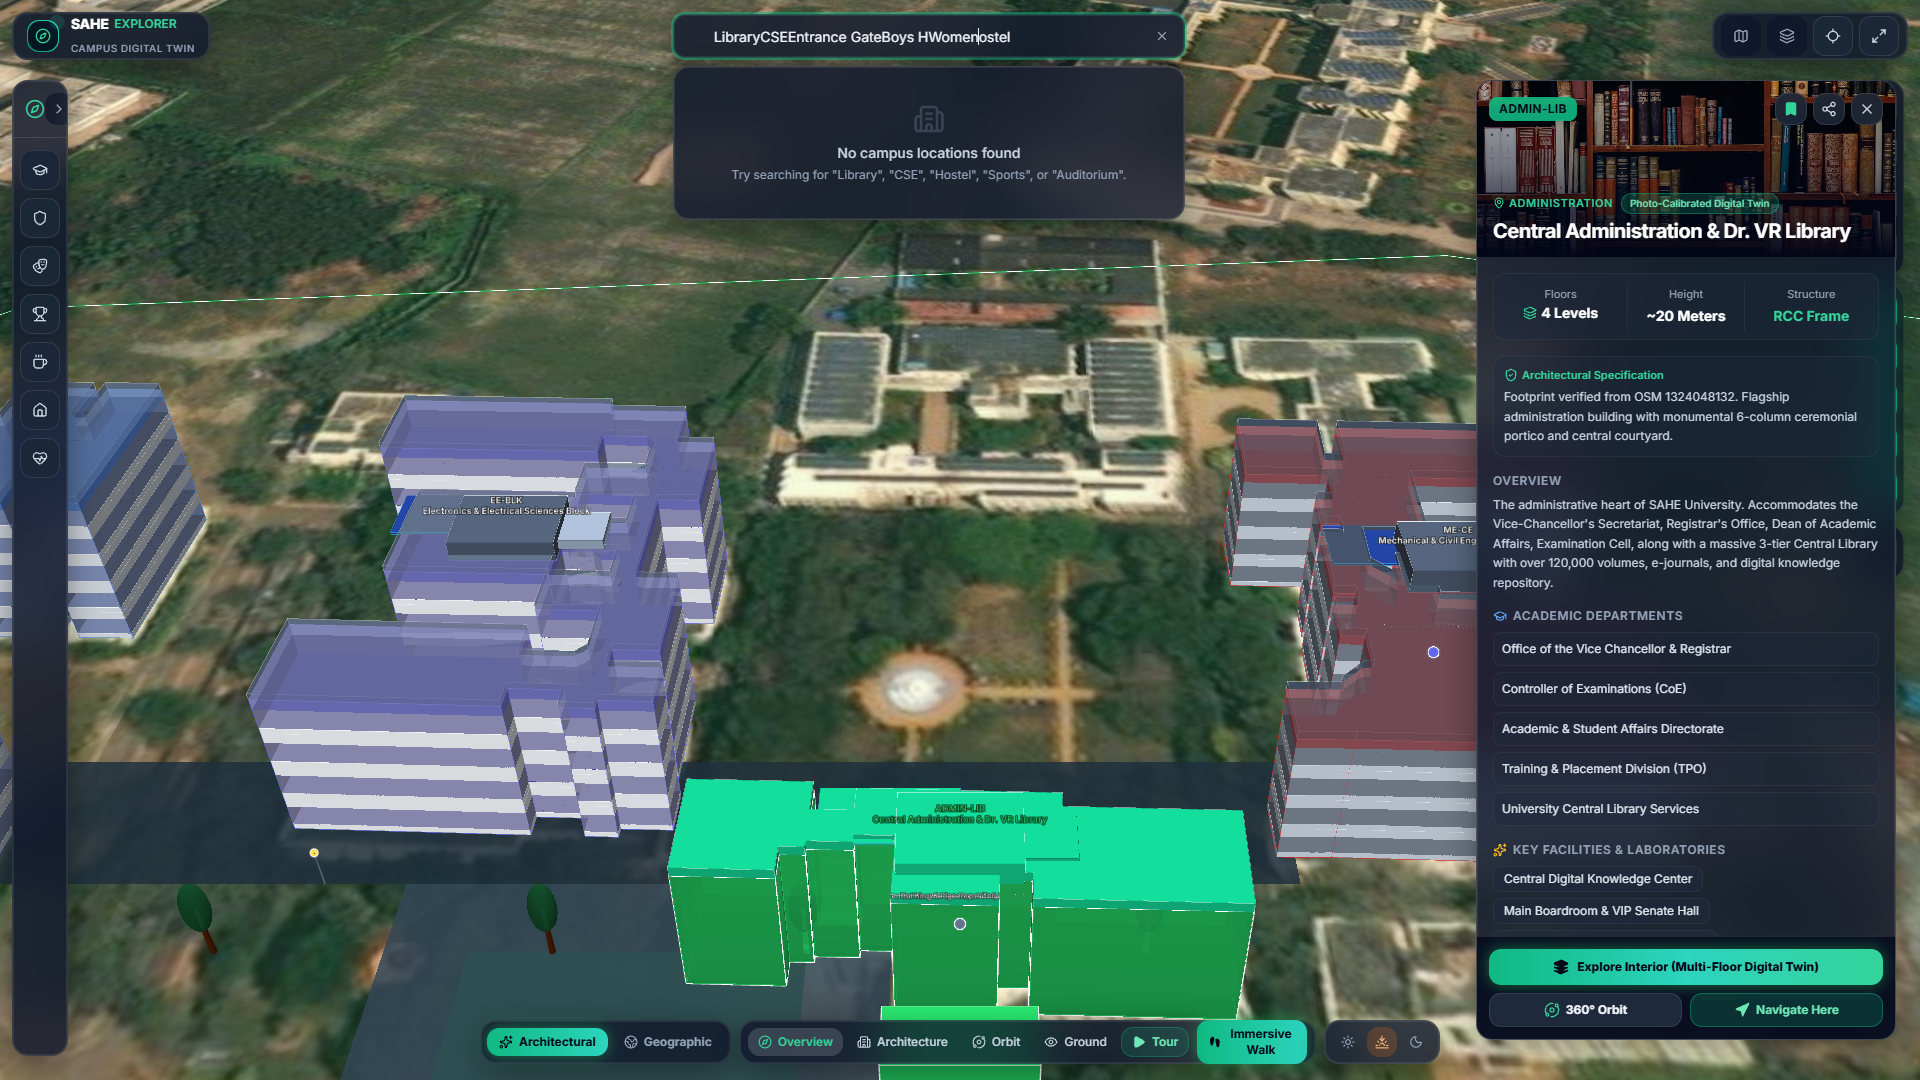 SAHE EXPLORER
CAMPUS DIGITAL TWIN
LibraryCSEEntrance GateBoys HWomenostel
No campus locations found
Try searching for "Library", "CSE", "Hostel", "Sports", or "Auditorium".
ADMIN-LIB
ADMINISTRATION
Photo-Calibrated Digital Twin
Central Administration & Dr. VR Library
Floors
4 Levels
Height
~20 Meters
Structure
RCC Frame
Architectural Specification
Footprint verified from OSM 1324048132. Flagship
administration building with monumental 6-column ceremonial
portico and central courtyard.
OVERVIEW
The administrative heart of SAHE University. Accommodates the
Vice-Chancellor's Secretariat, Registrar's Office, Dean of Academic
Affairs, Examination Cell, along with a massive 3-tier Central Library
with over 120,000 volumes, e-journals, and digital knowledge
repository.
ACADEMIC DEPARTMENTS
Office of the Vice Chancellor & Registrar
Controller of Examinations (CoE)
Academic & Student Affairs Directorate
Training & Placement Division (TPO)
University Central Library Services
KEY FACILITIES & LABORATORIES
Central Digital Knowledge Center
Main Boardroom & VIP Senate Hall
Explore Interior (Multi-Floor Digital Twin)
360° Orbit
Navigate Here
EE-BLK
Electronics & Electrical Sciences Block
ME-CE
Mechanical & Civil Eng
ADMIN-LIB
Central Administration & Dr. VR Library
Architectural
Geographic
Overview
Architecture
Orbit
Ground
Tour
Immersive
Walk